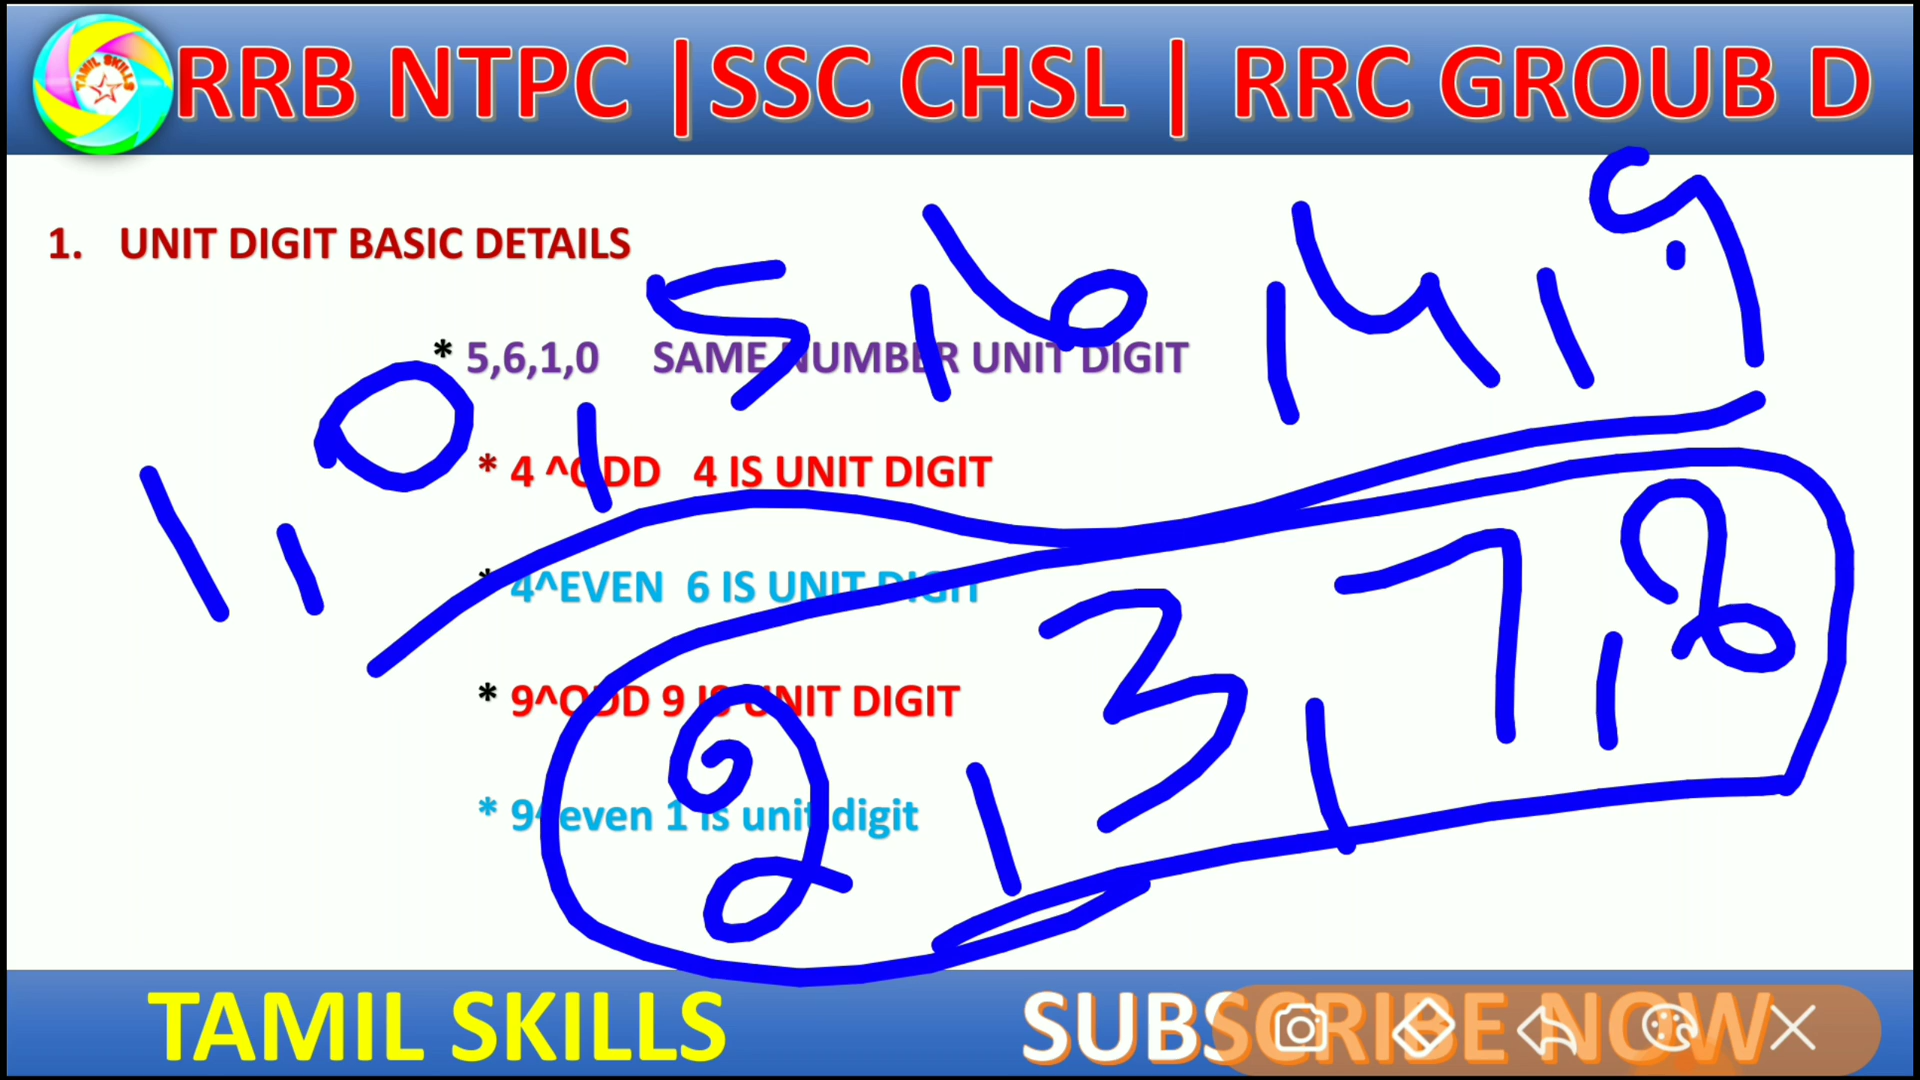 TAMIL SKILLS
RRB NTPC | SSC CHSL | RRC GROUB D
1. UNIT DIGIT BASIC DETAILS
* 5,6,1,0 SAME NUMBER UNIT DIGIT
* 4 ^ODD 4 IS UNIT DIGIT
* 4^EVEN 6 IS UNIT DIGIT
* 9^ODD 9 IS UNIT DIGIT
* 9^even 1 is unit digit
1, 0, 5, 6, 4, 9
2, 3, 7, 8
TAMIL SKILLS
SUBSCRIBE NOW